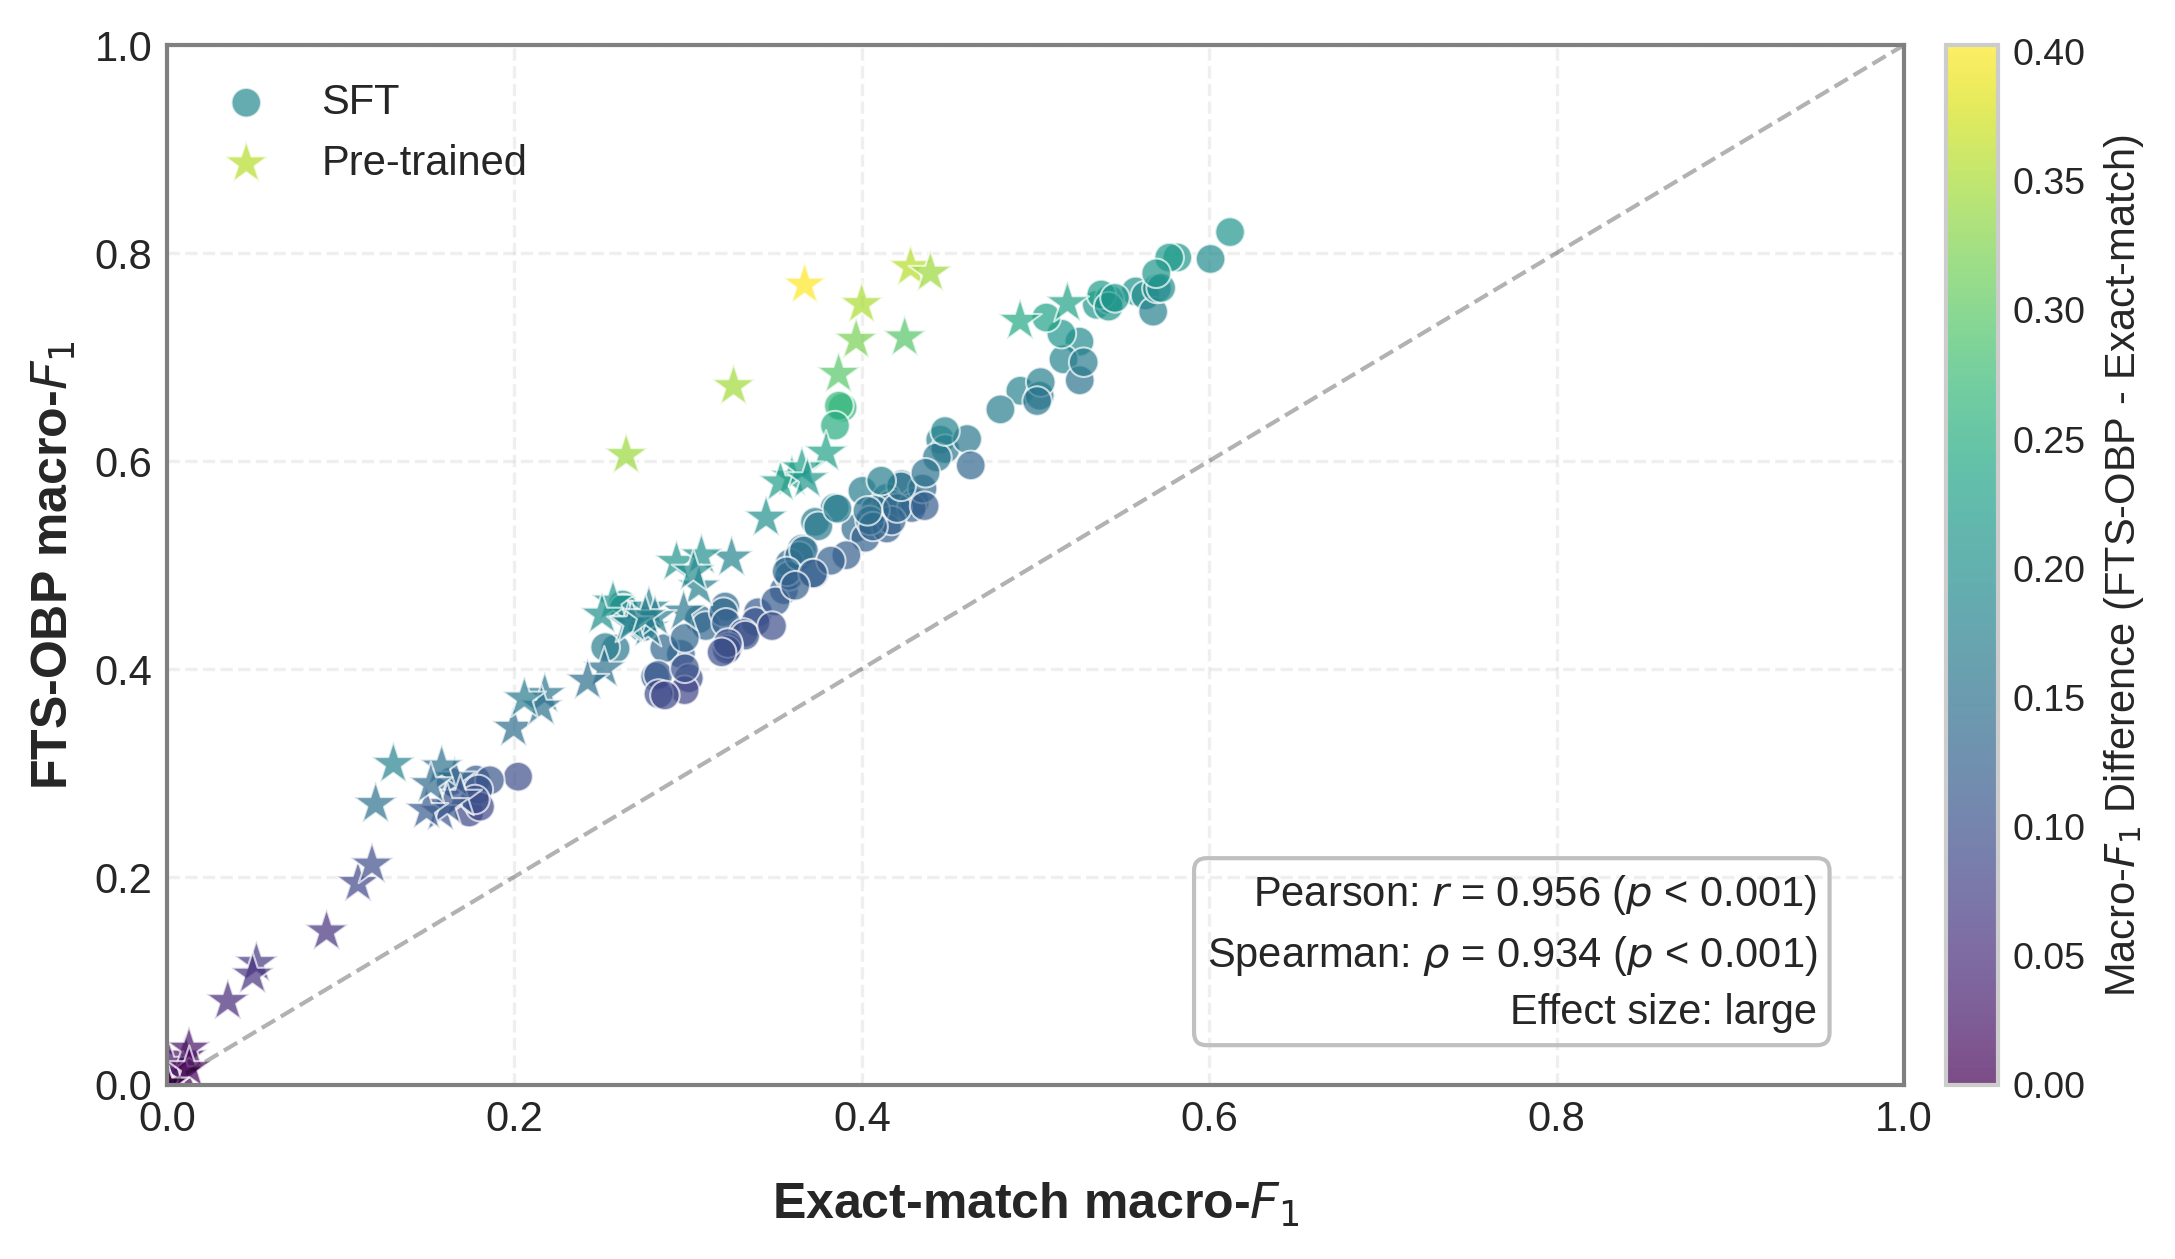 1.0
0.8
0.6
0.4
0.2
0.0
FTS-OBP macro-F₁
SFT
Pre-trained
Pearson: r = 0.956 (p < 0.001)
Spearman: ρ = 0.934 (p < 0.001)
Effect size: large
0.0 0.2 0.4 0.6 0.8 1.0
Exact-match macro-F₁
0.40
0.35
0.30
0.25
0.20
0.15
0.10
0.05
0.00
Macro-F₁ Difference (FTS-OBP - Exact-match)